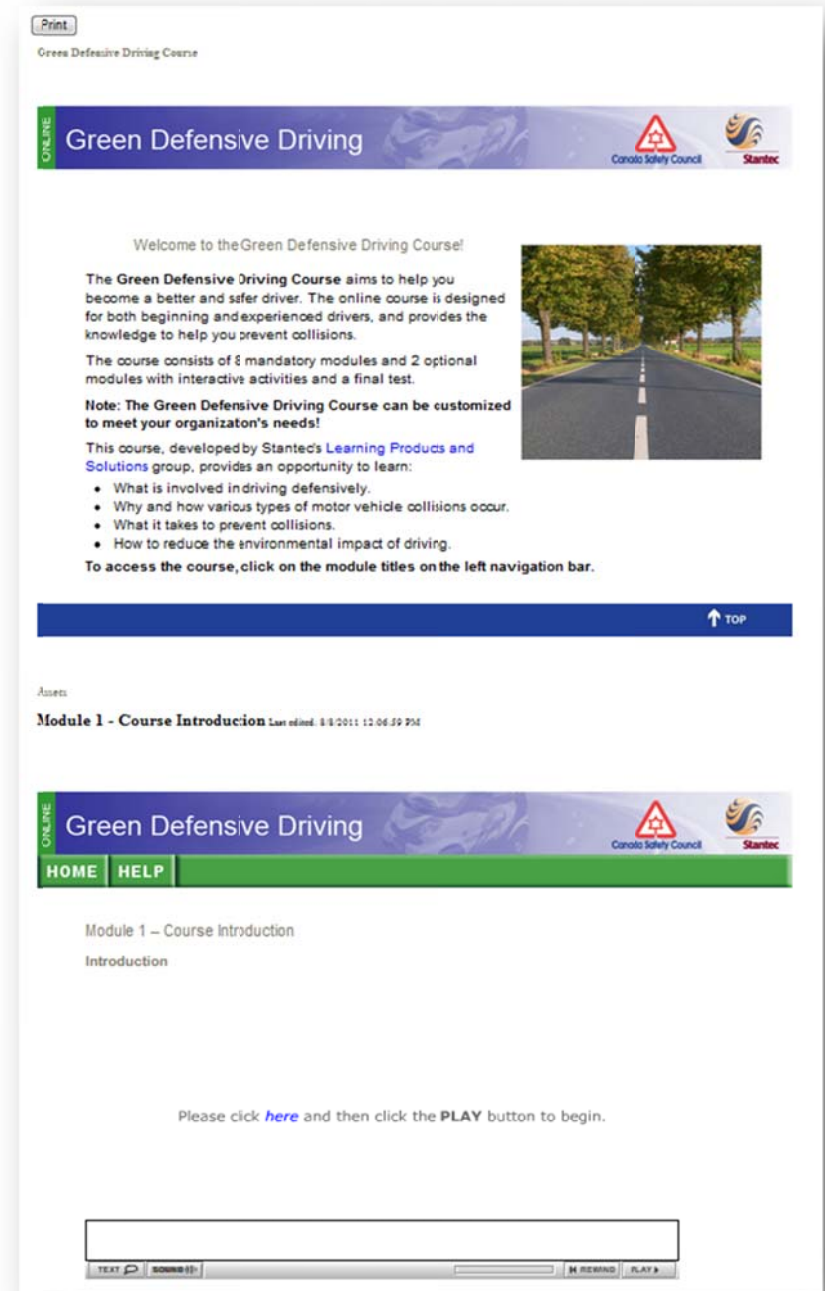 Print
Green Defensive Driving Course
ONLINE
Green Defensive Driving
Canada Safety Council
Stantec
Welcome to the Green Defensive Driving Course!
The Green Defensive Driving Course aims to help you
become a better and safer driver. The online course is designed
for both beginning and experienced drivers, and provides the
knowledge to help you prevent collisions.
The course consists of 8 mandatory modules and 2 optional
modules with interactive activities and a final test.
Note: The Green Defensive Driving Course can be customized
to meet your organizaton's needs!
This course, developed by Stantec's Learning Products and
Solutions group, provides an opportunity to learn:
• What is involved in driving defensively.
• Why and how various types of motor vehicle collisions occur.
• What it takes to prevent collisions.
• How to reduce the environmental impact of driving.
To access the course, click on the module titles on the left navigation bar.
TOP
Assets
Module 1 - Course Introduction Last edited: 8/8/2011 12:06:59 PM
ONLINE
Green Defensive Driving
Canada Safety Council
Stantec
HOME HELP
Module 1 – Course Introduction
Introduction
Please click here and then click the PLAY button to begin.
TEXT SOUND REWIND PLAY